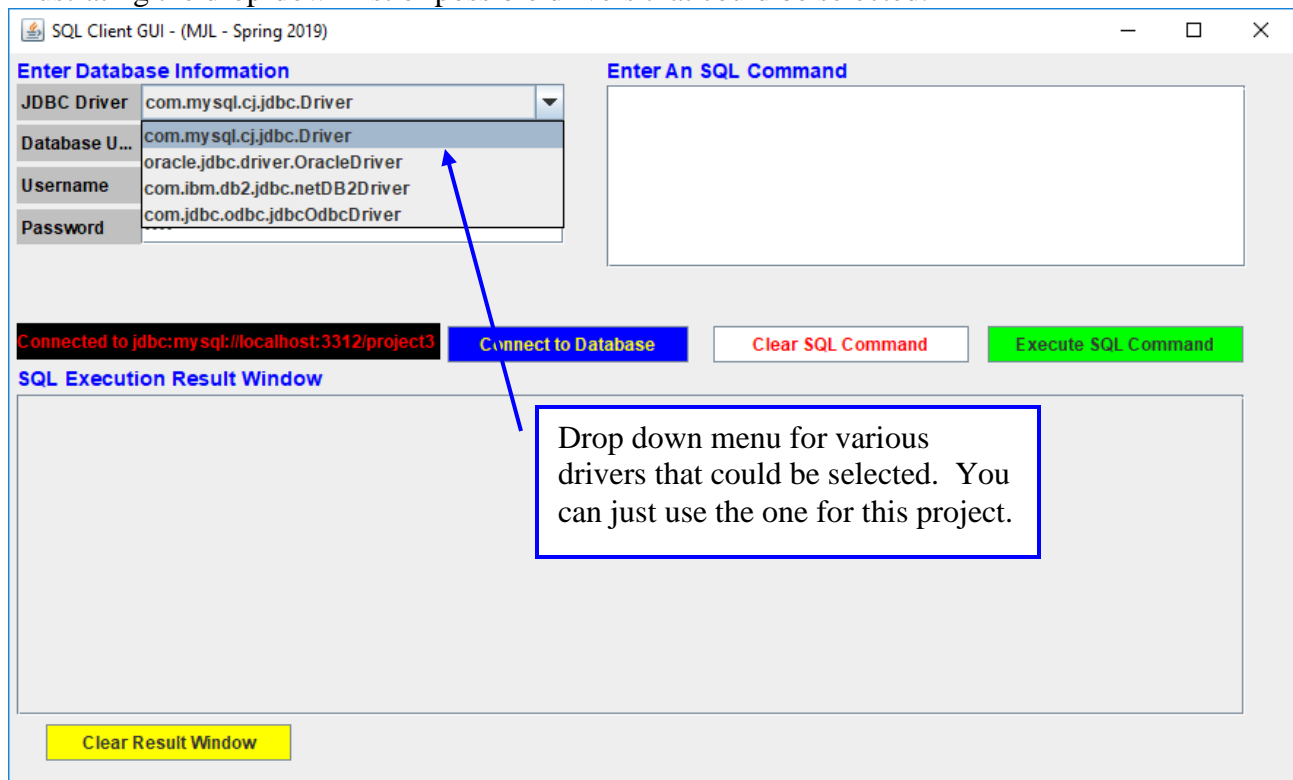 SQL Client GUI - (MJL - Spring 2019)
Enter Database Information
Enter An SQL Command
JDBC Driver com.mysql.cj.jdbc.Driver
Database U... com.mysql.cj.jdbc.Driver
oracle.jdbc.driver.OracleDriver
Username com.ibm.db2.jdbc.netDB2Driver
com.jdbc.odbc.jdbcOdbcDriver
Password
Connected to jdbc:mysql://localhost:3312/project3 Connect to Database Clear SQL Command Execute SQL Command
SQL Execution Result Window
Drop down menu for various
drivers that could be selected. You
can just use the one for this project.
Clear Result Window